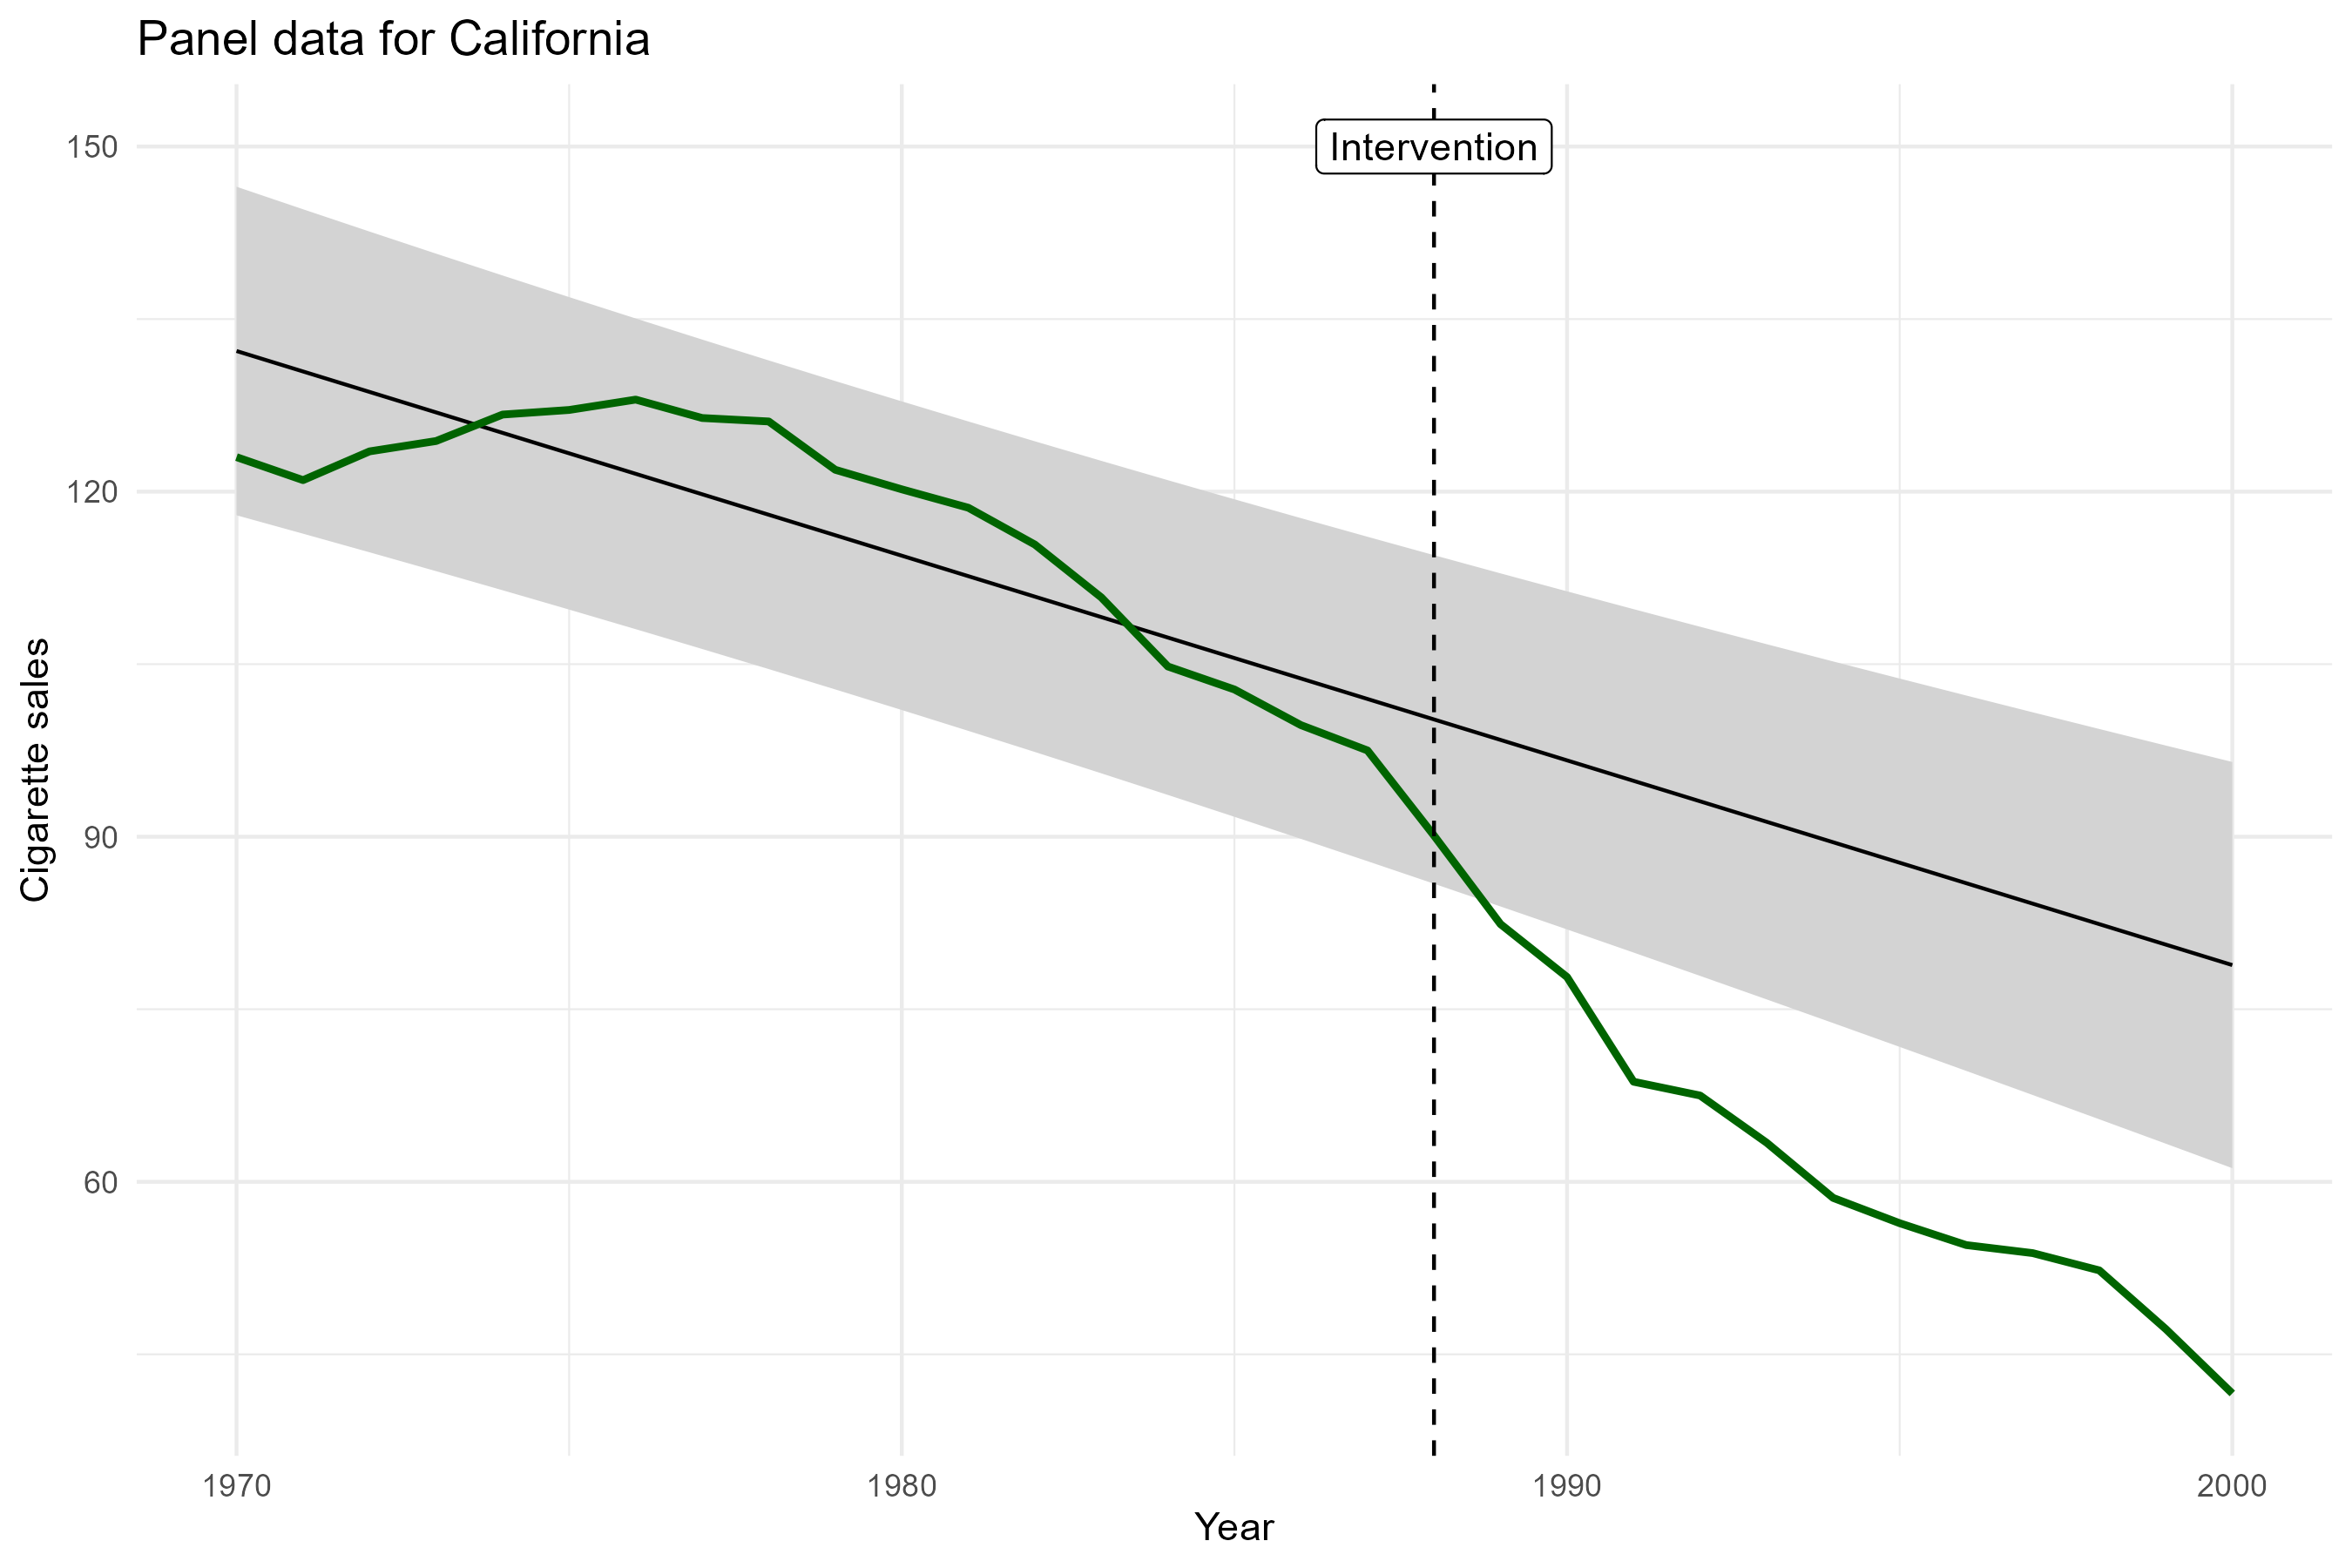 Panel data for California
Intervention
150
120
90
60
Cigarette sales
1970
1980
1990
2000
Year